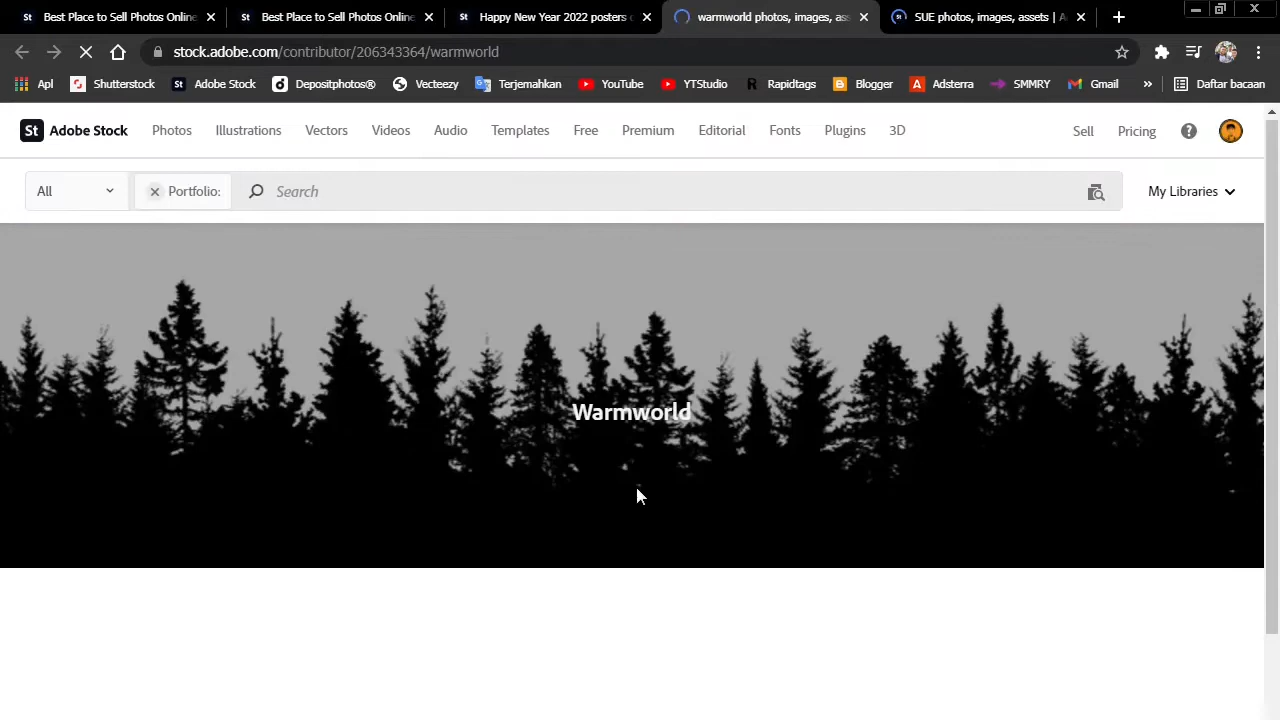 Best Place to Sell Photos Online
Best Place to Sell Photos Online
Happy New Year 2022 posters
warmworld photos, images,
SUE photos, images, assets |
stock.adobe.com/contributor/206343364/warmworld
Apl
Shutterstock
St Adobe Stock
Depositphotos®
Vecteezy
Terjemahkan
YouTube
YTStudio
R Rapidtags
Blogger
A Adsterra
SMMRY
Gmail
»
Daftar bacaan
St Adobe Stock
Photos
Illustrations
Vectors
Videos
Audio
Templates
Free
Premium
Editorial
Fonts
Plugins
3D
Sell
Pricing
?
All
Portfolio:
Search
My Libraries
Warmworld